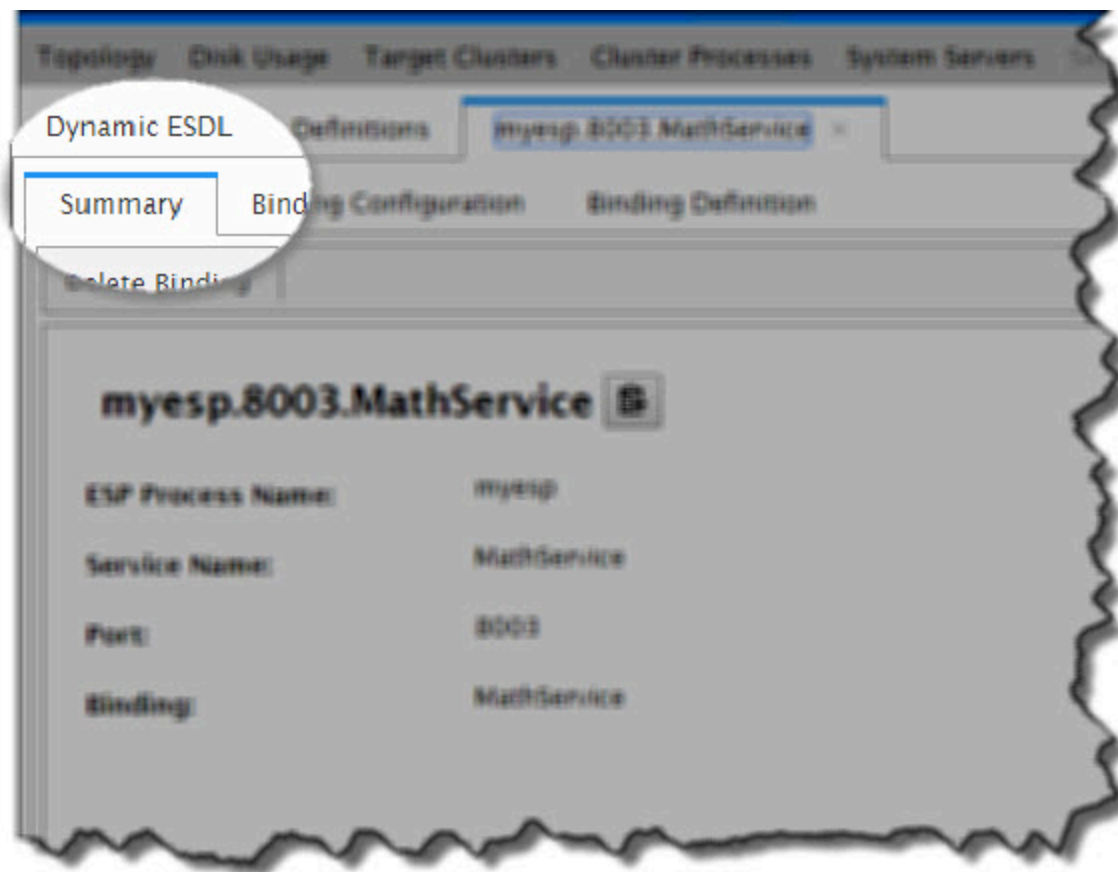 Topology Disk Usage Target Clusters Cluster Processes System Servers
Dynamic ESDL Definitions myesp.8003.MathService ×
Summary Binding Configuration Binding Definition
Delete Binding
myesp.8003.MathService
ESP Process Name: myesp
Service Name: MathService
Port: 8003
Binding: MathService